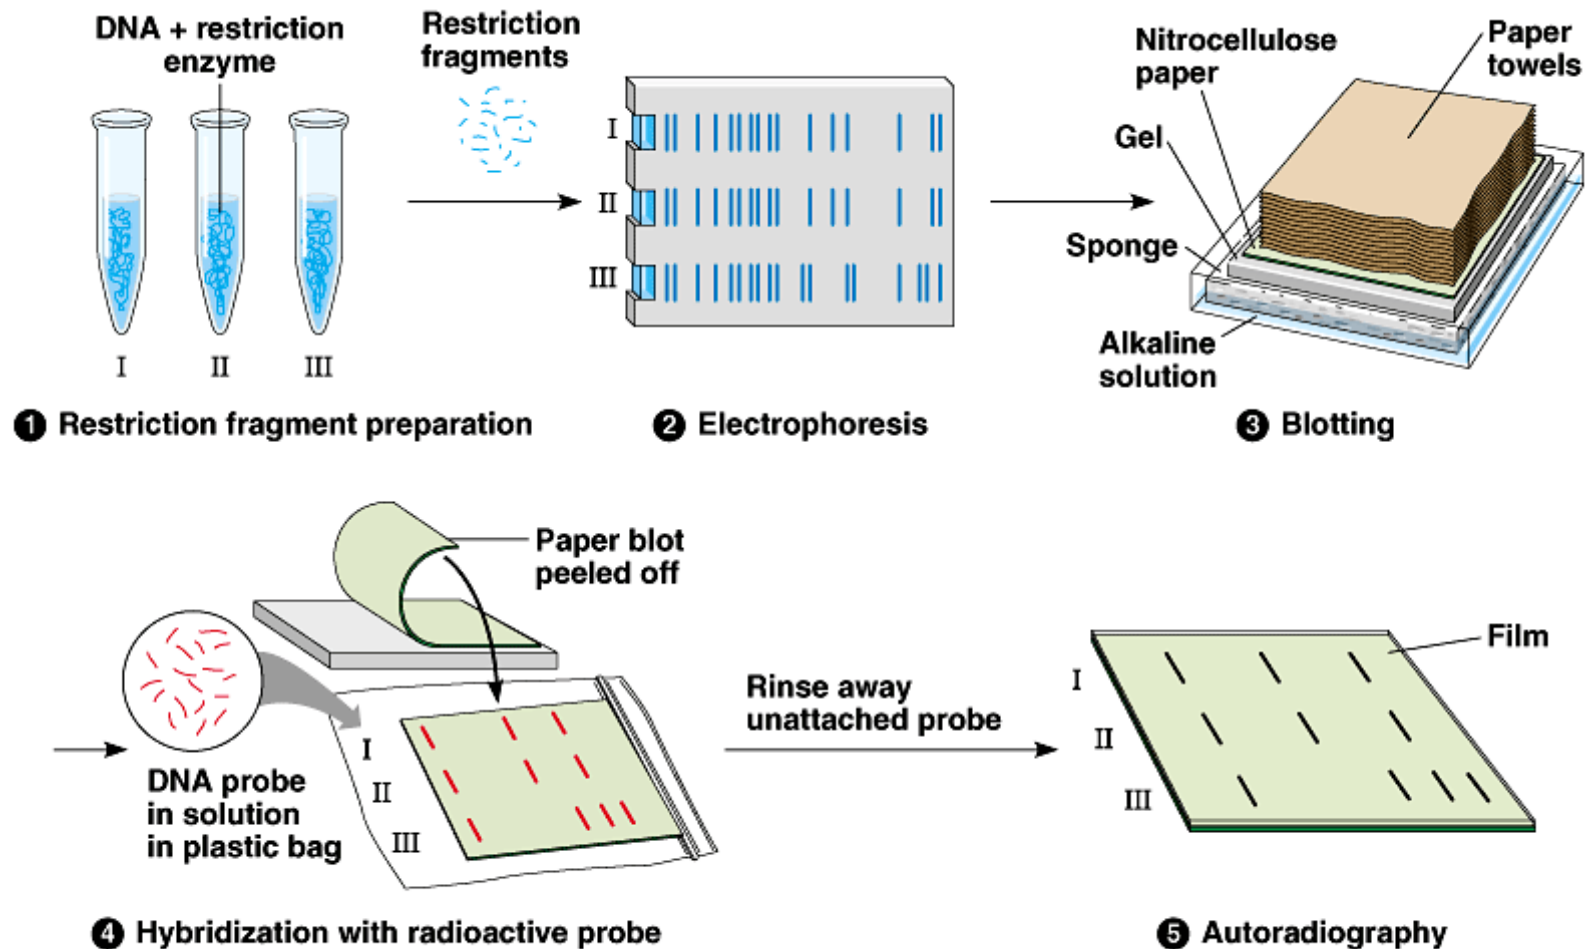 DNA + restriction
enzyme
I
II
III
1 Restriction fragment preparation
Restriction
fragments
I
II
III
2 Electrophoresis
Nitrocellulose
paper
Paper
towels
Gel
Sponge
Alkaline
solution
3 Blotting
Paper blot
peeled off
DNA probe
in solution
in plastic bag
I
II
III
4 Hybridization with radioactive probe
Rinse away
unattached probe
Film
I
II
III
5 Autoradiography